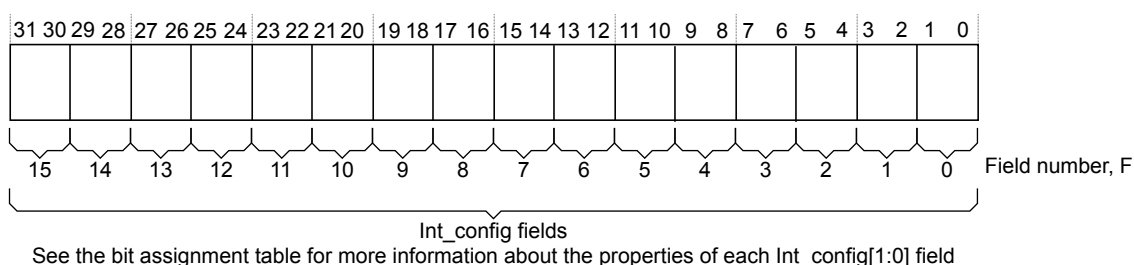 31 30 29 28 27 26 25 24 23 22 21 20 19 18 17 16 15 14 13 12 11 10 9 8 7 6 5 4 3 2 1 0
15 14 13 12 11 10 9 8 7 6 5 4 3 2 1 0 Field number, F
Int_config fields
See the bit assignment table for more information about the properties of each Int_config[1:0] field